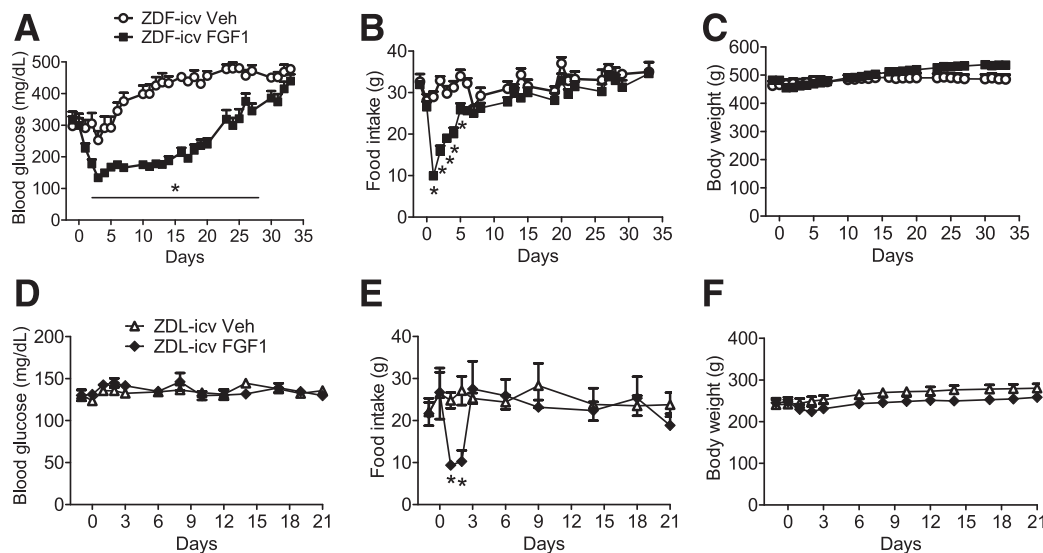 A
ZDF-icv Veh
ZDF-icv FGF1
Blood glucose (mg/dL)
500
400
300
200
100
0
*
0 5 10 15 20 25 30 35
Days
B
Food intake (g)
40
30
20
10
0
*
*
*
*
*
0 5 10 15 20 25 30 35
Days
C
Body weight (g)
600
500
400
300
200
100
0
0 5 10 15 20 25 30 35
Days
D
ZDL-icv Veh
ZDL-icv FGF1
Blood glucose (mg/dL)
200
150
100
50
0
0 3 6 9 12 15 18 21
Days
E
Food intake (g)
40
30
20
10
0
* *
0 3 6 9 12 15 18 21
Days
F
Body weight (g)
400
300
200
100
0
0 3 6 9 12 15 18 21
Days